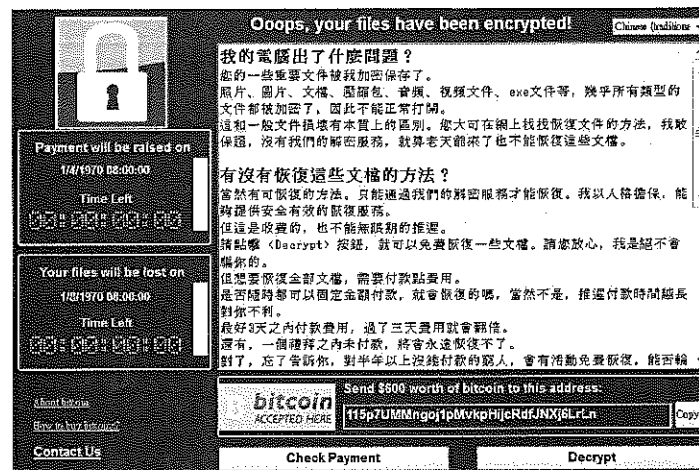 Ooops, your files have been encrypted!
Chinese (traditiona
我的電腦出了什麼問題？
您的一些重要文件被我加密保存了。
照片、圖片、文檔、壓縮包、音頻、視頻文件、exe文件等，幾乎所有類型的
文件都被加密了，因此不能正常打開。
這和一般文件損壞有本質上的區別。您大可在網上找找恢復文件的方法，我敢
保證，沒有我們的解密服務，就算老天爺來了也不能恢復這些文檔。
有沒有恢復這些文檔的方法？
當然有可恢復的方法。只能通過我們的解密服務才能恢復。我以人格擔保，能
夠提供安全有效的恢復服務。
但這是收費的，也不能無限期的推遲。
請點擊 <Decrypt> 按鈕，就可以免費恢復一些文檔。請您放心，我是絕不會
騙你的。
但想要恢復全部文檔，需要付款點費用。
是否隨時都可以固定金額付款，就會恢復的嗎，當然不是，推遲付款時間越長
對你不利。
最好3天之內付款費用，過了三天費用就會翻倍。
還有，一個禮拜之內未付款，將會永遠恢復不了。
對了，忘了告訴你，對半年以上沒錢付款的窮人，會有活動免費恢復，能否輪
Payment will be raised on
1/4/1970 08:00:00
Time Left
00:00:00:00
Your files will be lost on
1/8/1970 08:00:00
Time Left
00:00:00:00
About bitcoin
How to buy bitcoins?
Contact Us
bitcoin
ACCEPTED HERE
Send $600 worth of bitcoin to this address:
Copy
Check Payment
Decrypt